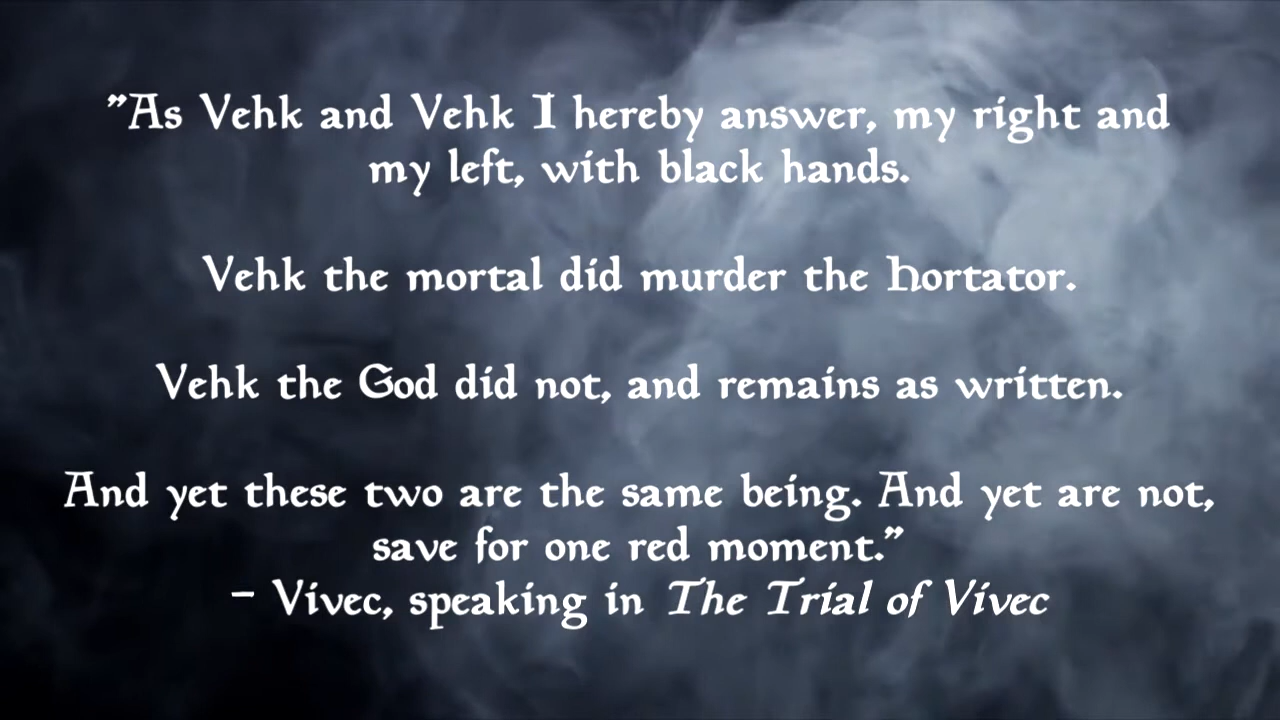 ”As Vehk and Vehk I hereby answer, my right and
my left, with black hands.
Vehk the mortal did murder the Hortator.
Vehk the God did not, and remains as written.
And yet these two are the same being. And yet are not,
save for one red moment.”
– Vivec, speaking in The Trial of Vivec